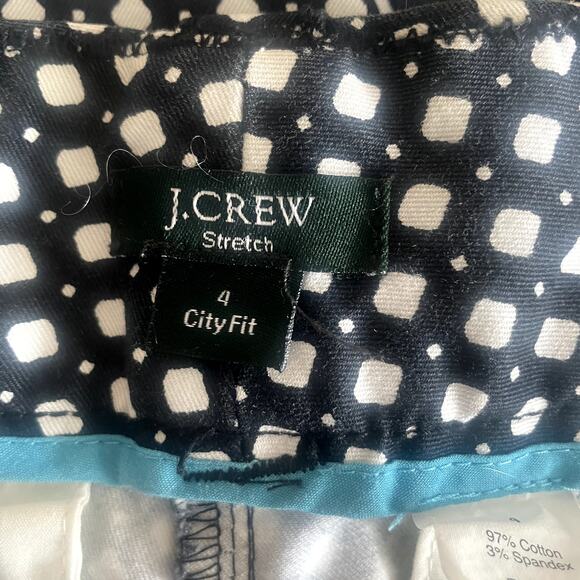 J.CREW
Stretch
4
City Fit
97% Cotton
3% Spandex